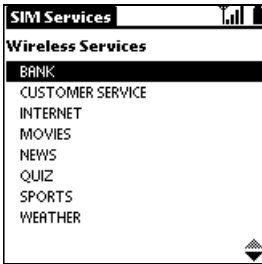 SIM Services
Wireless Services
BANK
CUSTOMER SERVICE
INTERNET
MOVIES
NEWS
QUIZ
SPORTS
WEATHER